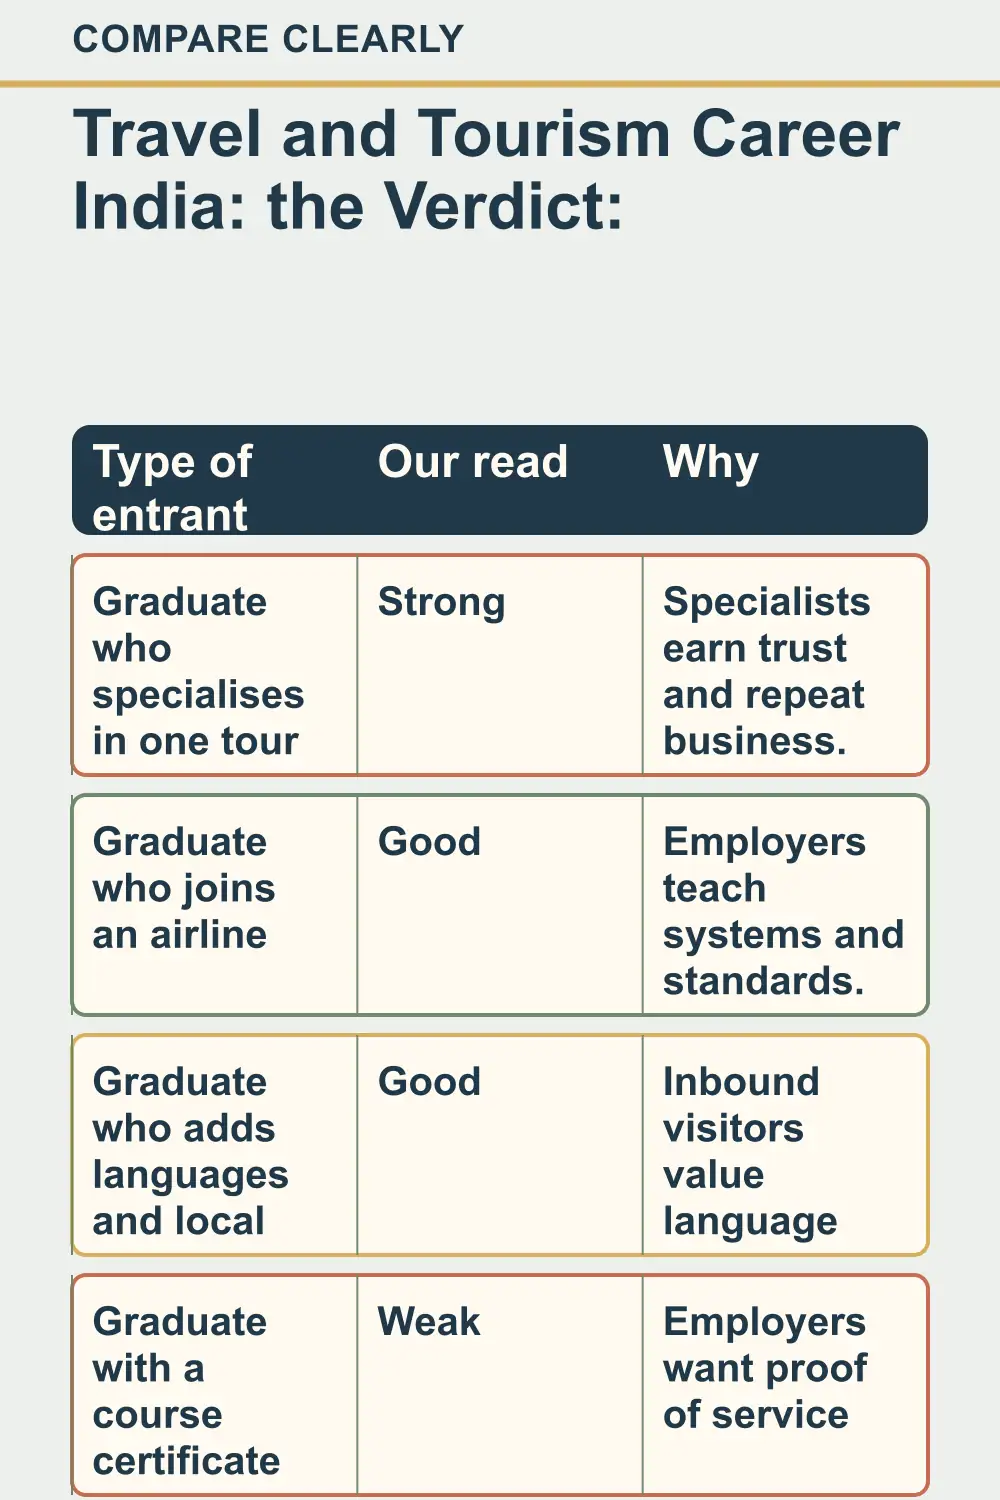 COMPARE CLEARLY
Travel and Tourism Career
India: the Verdict:
Type of
entrant
Our read
Why
Graduate
who
specialises
in one tour
Strong
Specialists
earn trust
and repeat
business.
Graduate
who joins
an airline
Good
Employers
teach
systems and
standards.
Graduate
who adds
languages
and local
Good
Inbound
visitors
value
language
Graduate
with a
course
certificate
Weak
Employers
want proof
of service